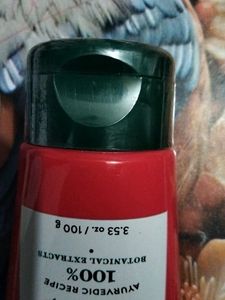 AYURVEDIC RECIPE
100%
BOTANICAL EXTRACTS
3.53 oz. / 100 g